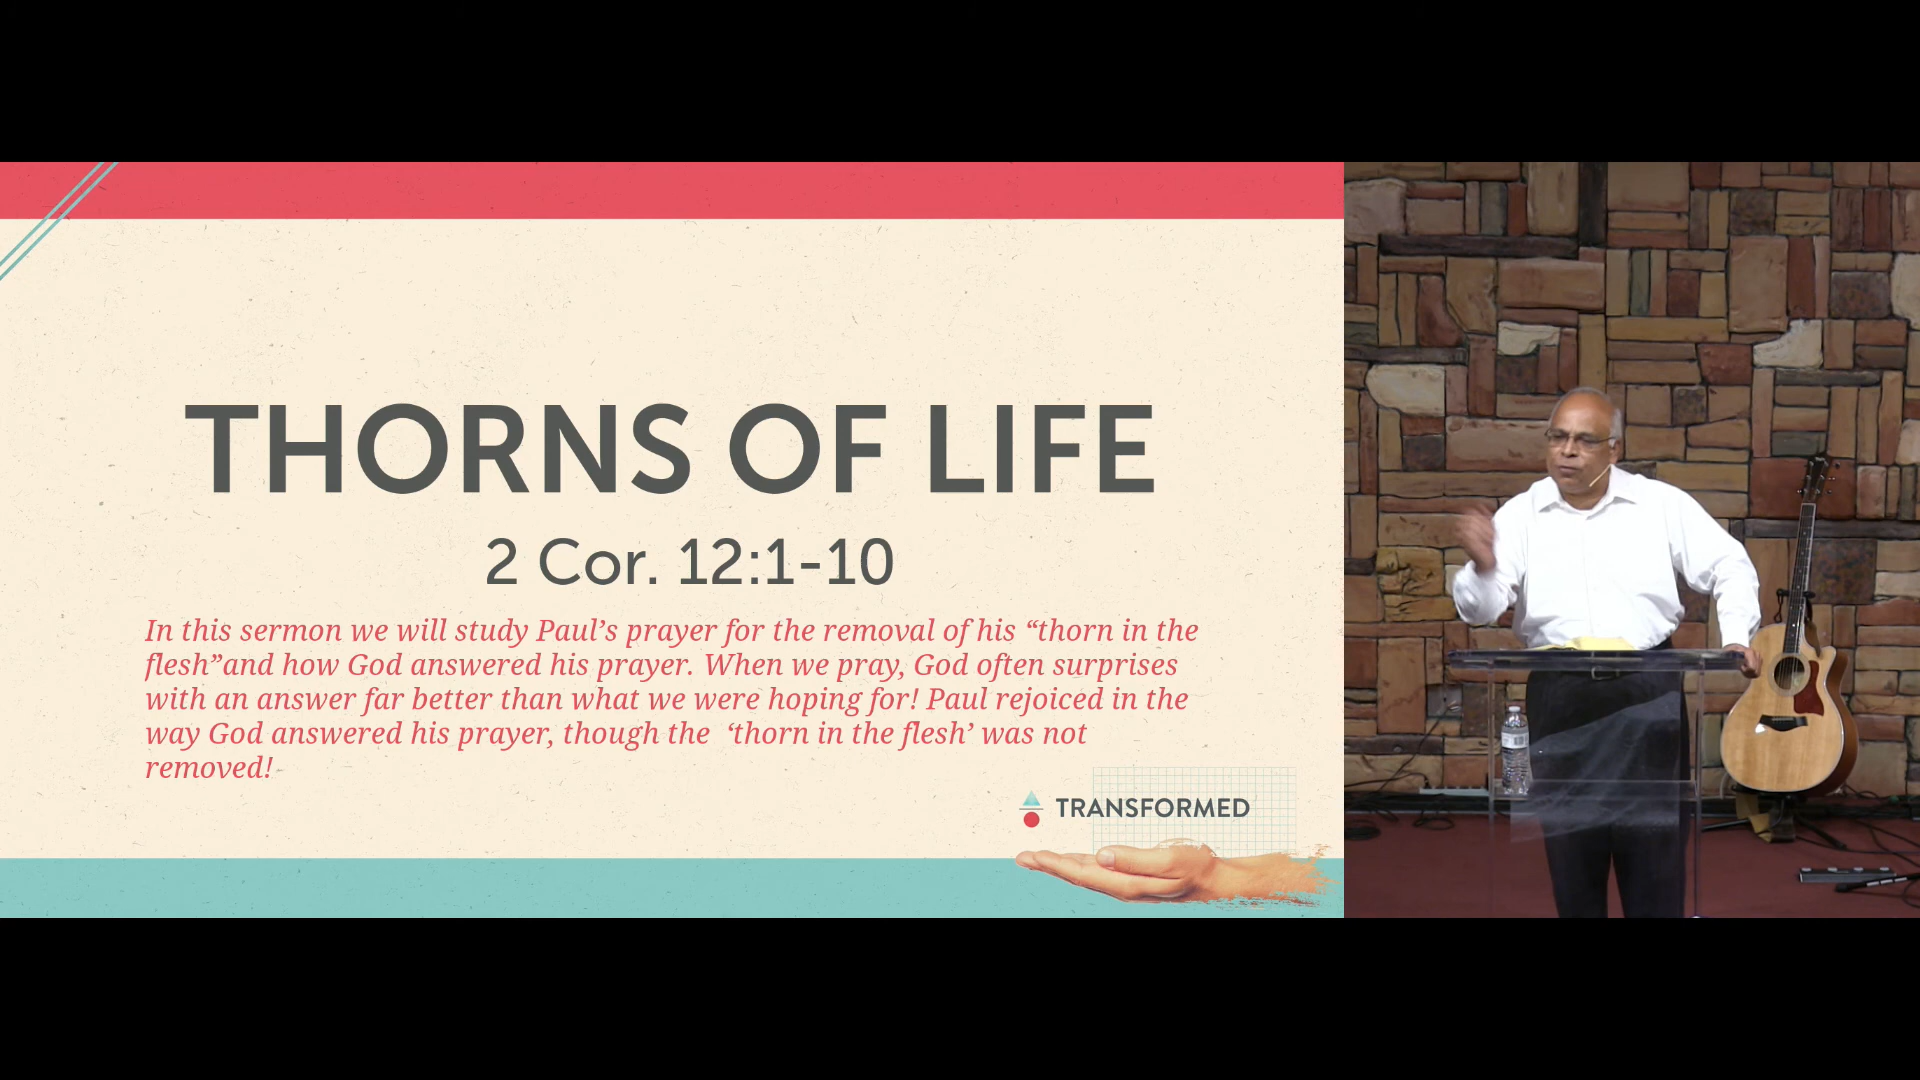 THORNS OF LIFE
2 Cor. 12:1-10
In this sermon we will study Paul’s prayer for the removal of his “thorn in the
flesh”and how God answered his prayer. When we pray, God often surprises
with an answer far better than what we were hoping for! Paul rejoiced in the
way God answered his prayer, though the ‘thorn in the flesh’ was not
removed!
TRANSFORMED